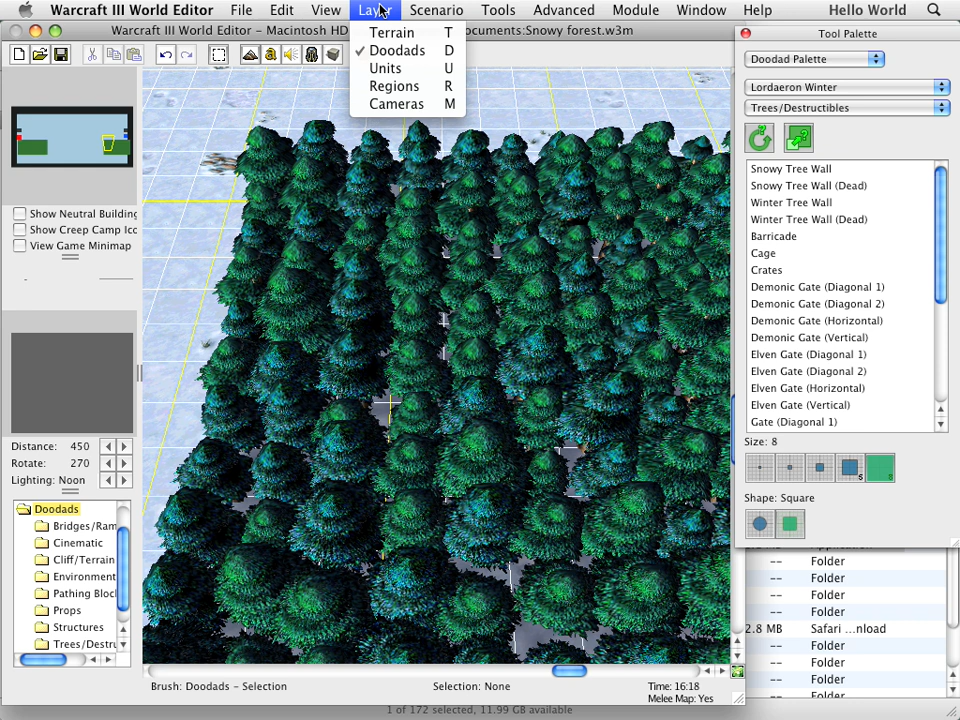 Warcraft III World Editor File Edit View Layer Scenario Tools Advanced Module Window Help Hello World
Warcraft III World Editor – Macintosh HD
ocuments:Snowy forest.w3m
Terrain T
Doodads D
Units U
Regions R
Cameras M
Show Neutral Building
Show Creep Camp Ico
View Game Minimap
Distance: 450
Rotate: 270
Lighting: Noon
Doodads
Bridges/Ram
Cinematic
Cliff/Terrain
Environment
Pathing Bloc
Props
Structures
Trees/Destru
Brush: Doodads – Selection
Selection: None
Time: 16:18
Melee Map: Yes
Tool Palette
Doodad Palette
Lordaeron Winter
Trees/Destructibles
Snowy Tree Wall
Snowy Tree Wall (Dead)
Winter Tree Wall
Winter Tree Wall (Dead)
Barricade
Cage
Crates
Demonic Gate (Diagonal 1)
Demonic Gate (Diagonal 2)
Demonic Gate (Horizontal)
Demonic Gate (Vertical)
Elven Gate (Diagonal 1)
Elven Gate (Diagonal 2)
Elven Gate (Horizontal)
Elven Gate (Vertical)
Gate (Diagonal 1)
Size: 8
Shape: Square
-- Folder
-- Folder
-- Folder
-- Folder
2.8 MB Safari ...nload
-- Folder
-- Folder
-- Folder
-- Folder
1 of 172 selected, 11.99 GB available